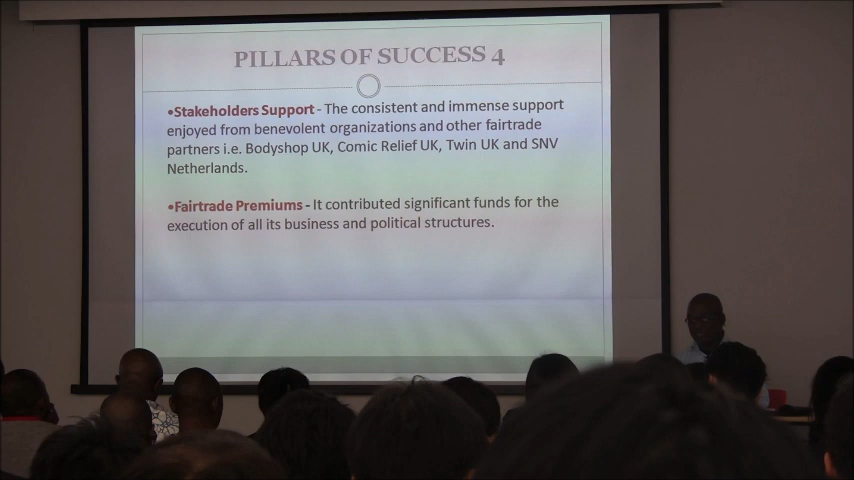 PILLARS OF SUCCESS 4
•Stakeholders Support - The consistent and immense support
enjoyed from benevolent organizations and other fairtrade
partners i.e. Bodyshop UK, Comic Relief UK, Twin UK and SNV
Netherlands.
•Fairtrade Premiums - It contributed significant funds for the
execution of all its business and political structures.